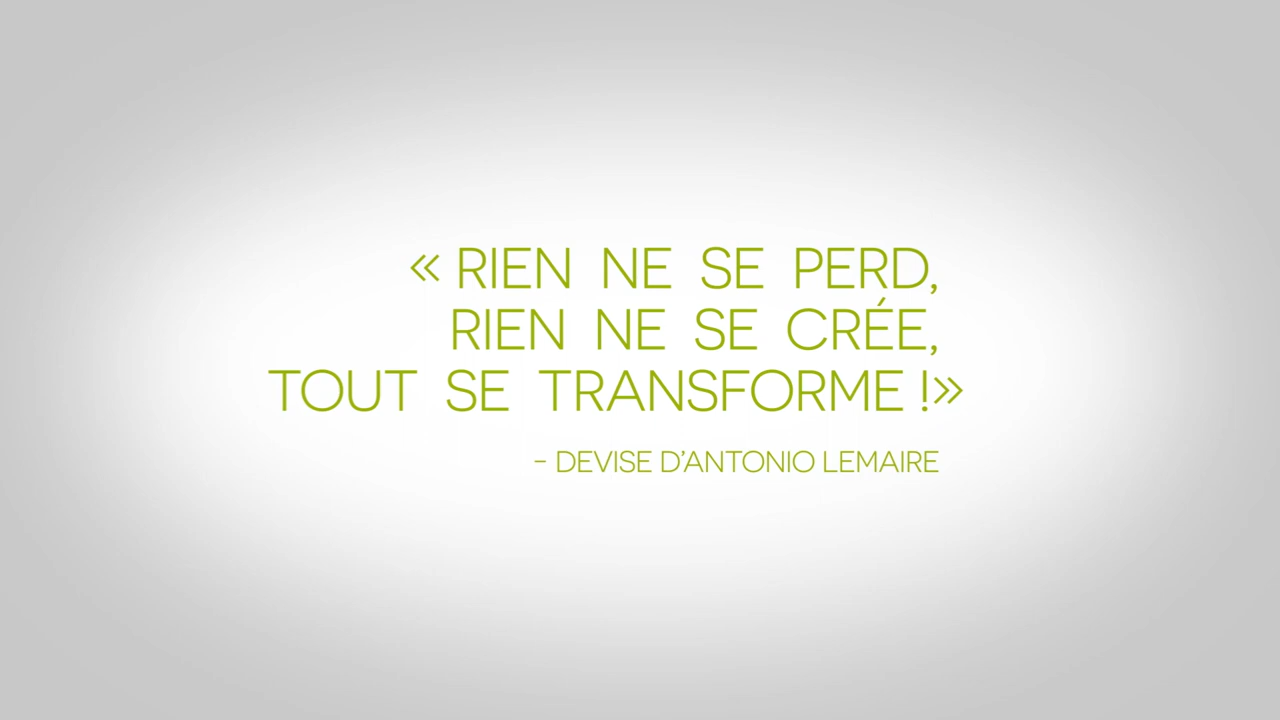 « RIEN NE SE PERD,
RIEN NE SE CRÉE,
TOUT SE TRANSFORME !»
– DEVISE D'ANTONIO LEMAIRE